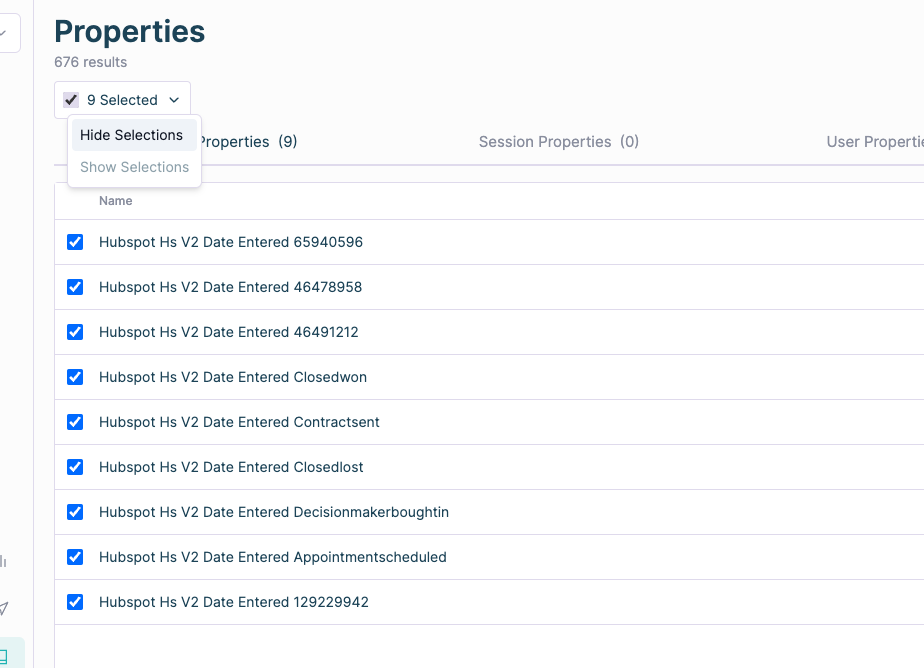 Properties
676 results
9 Selected
Hide Selections
Show Selections
Properties (9)
Session Properties (0)
User
Name
Hubspot Hs V2 Date Entered 65940596
Hubspot Hs V2 Date Entered 46478958
Hubspot Hs V2 Date Entered 46491212
Hubspot Hs V2 Date Entered Closedwon
Hubspot Hs V2 Date Entered Contractsent
Hubspot Hs V2 Date Entered Closedlost
Hubspot Hs V2 Date Entered Decisionmakerboughtin
Hubspot Hs V2 Date Entered Appointmentscheduled
Hubspot Hs V2 Date Entered 129229942